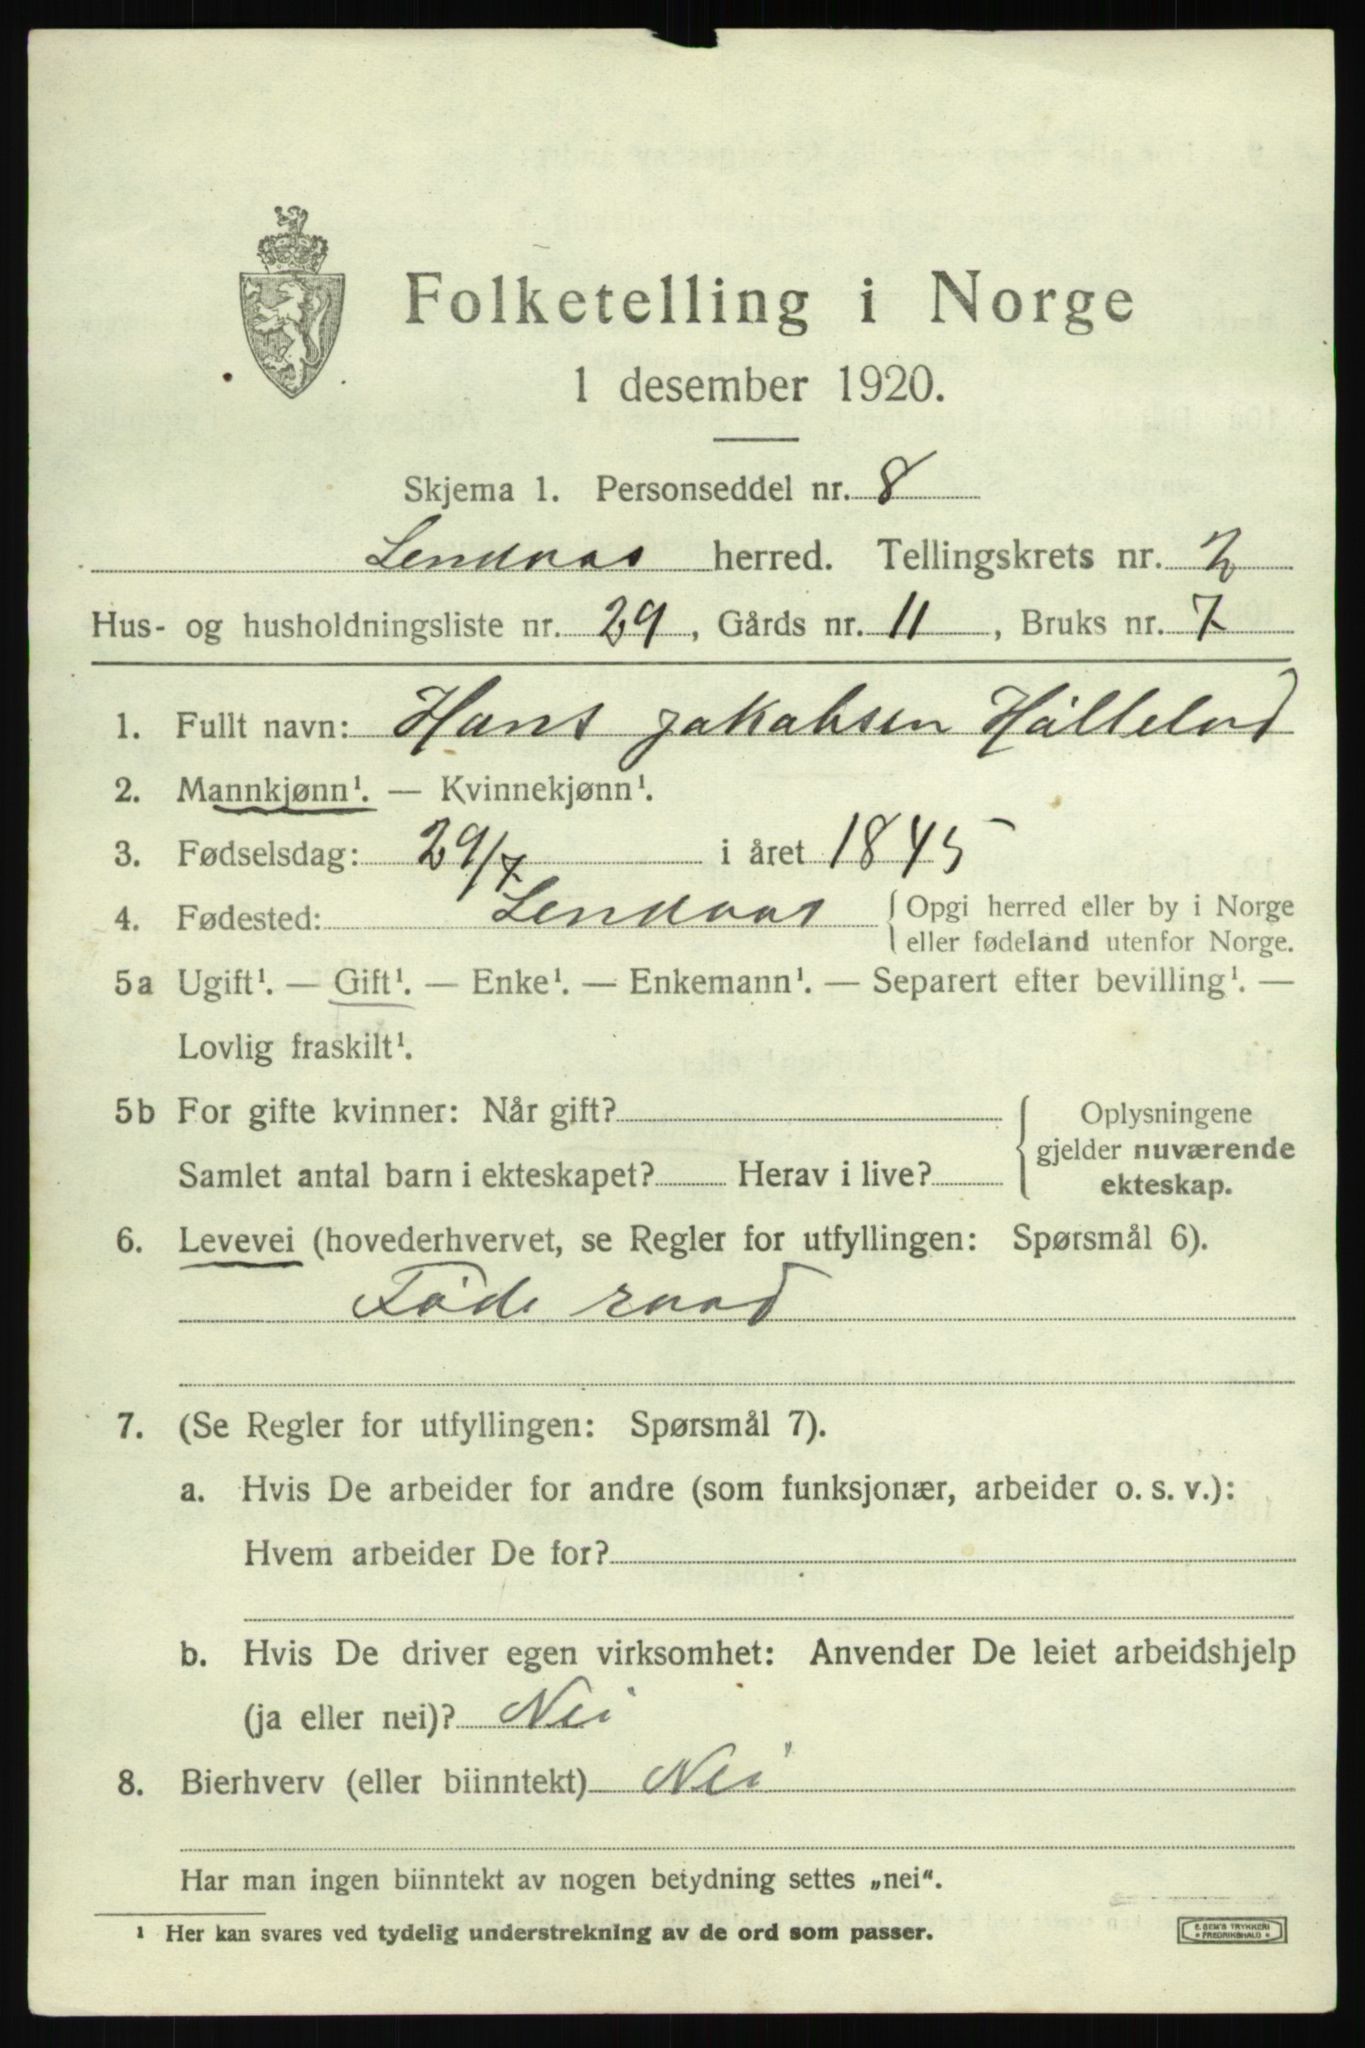 Folketelling i Norge
1 desember 1920.
Skjema 1. Personseddel nr. 8
Lendaas herred. Tellingskrets nr. 2
Hus- og husholdningsliste nr. 29, Gårds nr. 11, Bruks nr. 7
1. Fullt navn: Hans Jakabsen Hållelad
2. Mannkjønn¹. — Kvinnekjønn¹.
3. Fødselsdag: 29/7 i året 1845
4. Fødested: Lendaas { Opgi herred eller by i Norge
eller fødeland utenfor Norge.
5a Ugift¹. — Gift¹. — Enke¹. — Enkemann¹. — Separert efter bevilling¹. —
Lovlig fraskilt¹.
5b For gifte kvinner: Når gift?
Samlet antal barn i ekteskapet? Herav i live?
Oplysningene
gjelder nuværende
ekteskap.
6. Levevei (hovederhvervet, se Regler for utfyllingen: Spørsmål 6).
Föde raad
7. (Se Regler for utfyllingen: Spørsmål 7).
a. Hvis De arbeider for andre (som funksjonær, arbeider o. s. v.):
Hvem arbeider De for?
b. Hvis De driver egen virksomhet: Anvender De leiet arbeidshjelp
(ja eller nei)? Nei
8. Bierhverv (eller biinntekt) Nei
Har man ingen biinntekt av nogen betydning settes „nei“.
¹ Her kan svares ved tydelig understrekning av de ord som passer.
E. SEM'S TRYKKERI
FREDRIKSHALD